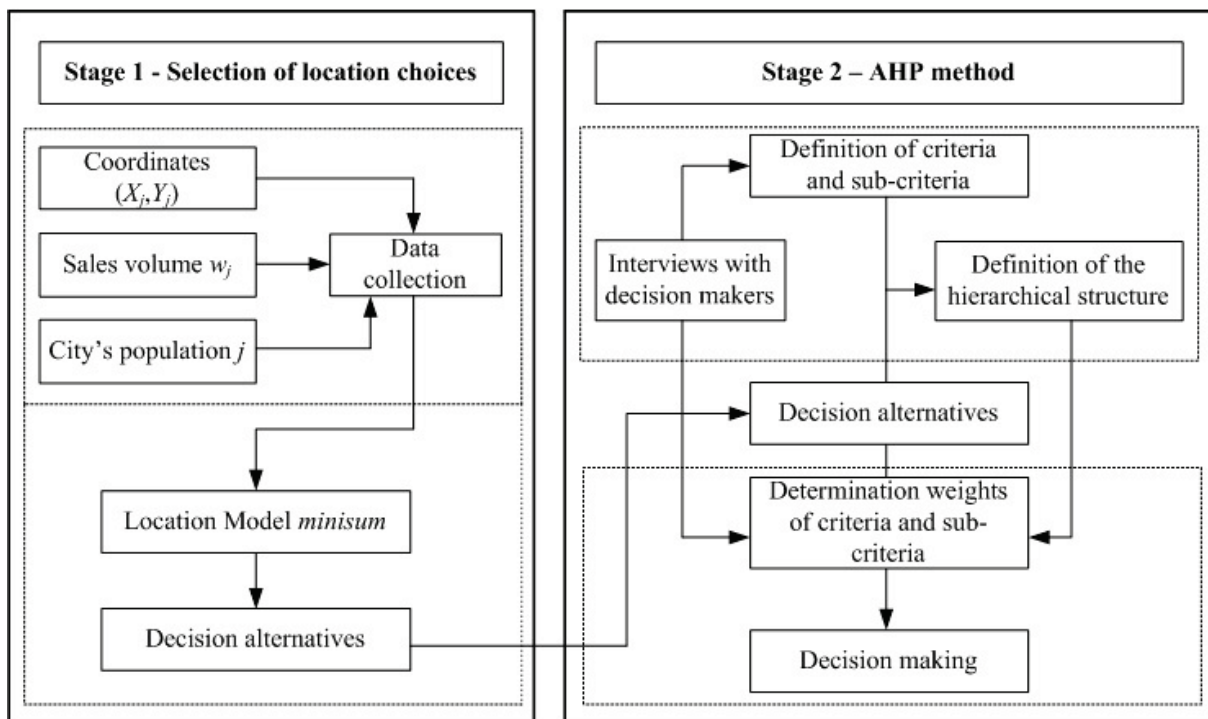 Stage 1 - Selection of location choices
Coordinates
(Xj,Yj)
Sales volume wj
City's population j
Data
collection
Location Model minisum
Decision alternatives
Stage 2 – AHP method
Definition of criteria
and sub-criteria
Interviews with
decision makers
Definition of the
hierarchical structure
Decision alternatives
Determination weights
of criteria and sub-
criteria
Decision making